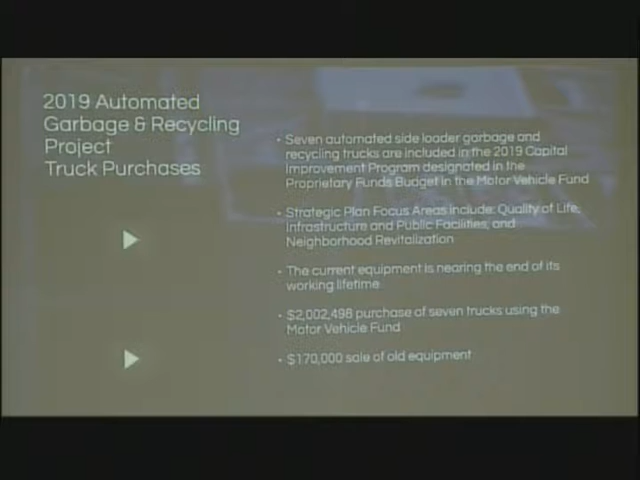 2019 Automated
Garbage & Recycling
Project
Truck Purchases
• Seven automated side loader garbage and
recycling trucks are included in the 2019 Capital
Improvement Program designated in the
Proprietary Funds Budget in the Motor Vehicle Fund
• Strategic Plan Focus Areas include: Quality of Life,
Infrastructure and Public Facilities, and
Neighborhood Revitalization
• The current equipment is nearing the end of its
working lifetime
• $2,002,498 purchase of seven trucks using the
Motor Vehicle Fund
• $170,000 sale of old equipment